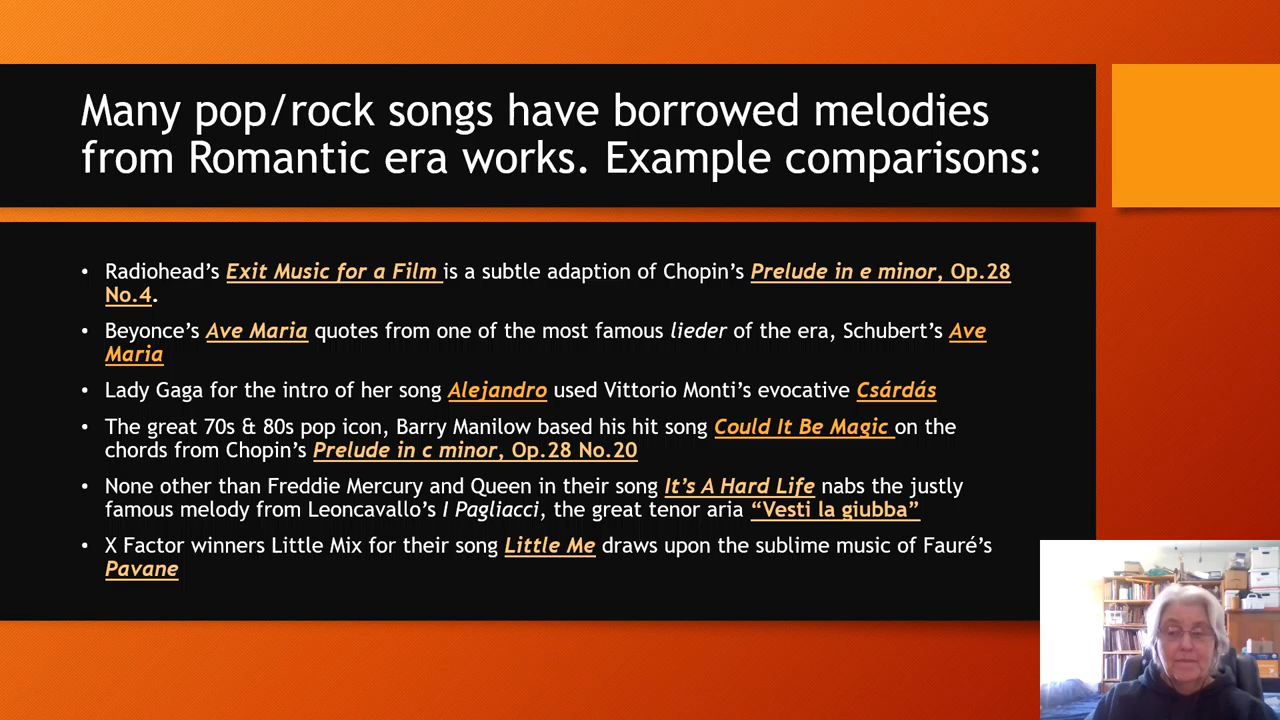 Many pop/rock songs have borrowed melodies
from Romantic era works. Example comparisons:
• Radiohead’s Exit Music for a Film is a subtle adaption of Chopin’s Prelude in e minor, Op.28
No.4.
• Beyonce’s Ave Maria quotes from one of the most famous lieder of the era, Schubert’s Ave
Maria
• Lady Gaga for the intro of her song Alejandro used Vittorio Monti’s evocative Csárdás
• The great 70s & 80s pop icon, Barry Manilow based his hit song Could It Be Magic on the
chords from Chopin’s Prelude in c minor, Op.28 No.20
• None other than Freddie Mercury and Queen in their song It’s A Hard Life nabs the justly
famous melody from Leoncavallo’s I Pagliacci, the great tenor aria “Vesti la giubba”
• X Factor winners Little Mix for their song Little Me draws upon the sublime music of Fauré’s
Pavane